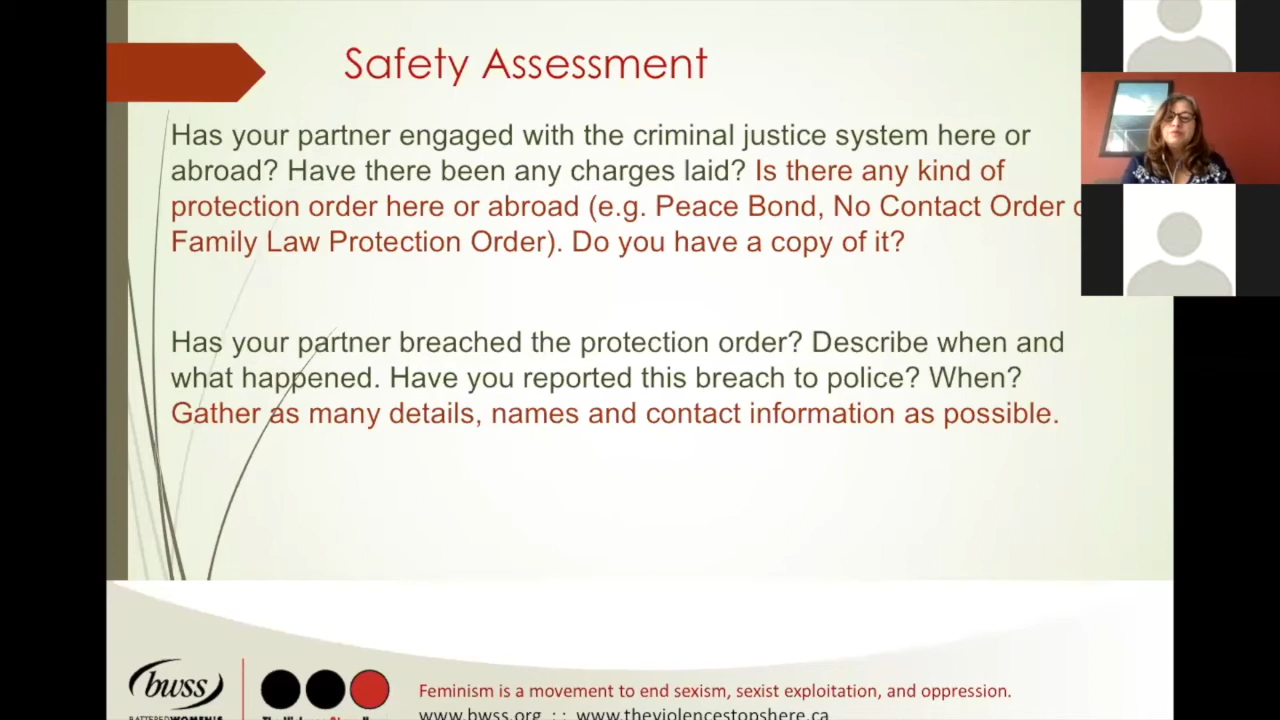 Safety Assessment
Has your partner engaged with the criminal justice system here or
abroad? Have there been any charges laid? Is there any kind of
protection order here or abroad (e.g. Peace Bond, No Contact Order
Family Law Protection Order). Do you have a copy of it?
Has your partner breached the protection order? Describe when and
what happened. Have you reported this breach to police? When?
Gather as many details, names and contact information as possible.
bwss
BATTERED WOMEN'S
Feminism is a movement to end sexism, sexist exploitation, and oppression.
www.bwss.org : : www.theviolencestopshere.ca